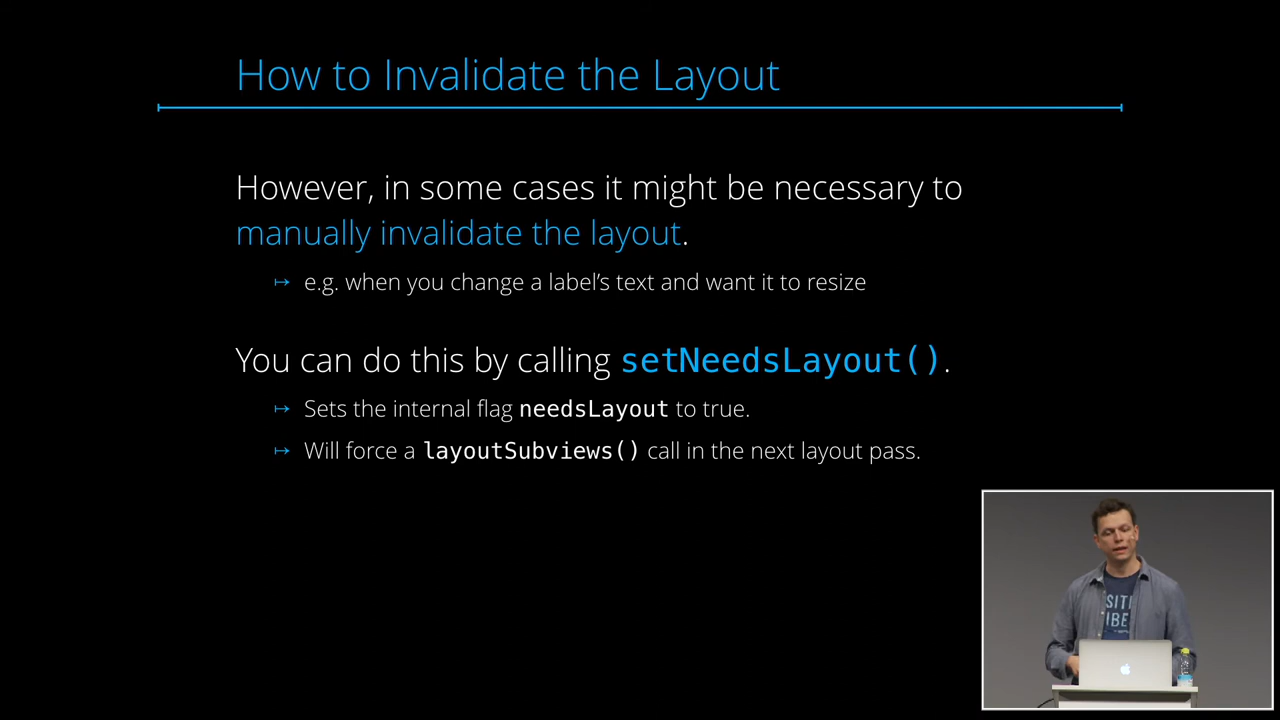 How to Invalidate the Layout
However, in some cases it might be necessary to
manually invalidate the layout.
↦ e.g. when you change a label’s text and want it to resize
You can do this by calling setNeedsLayout().
↦ Sets the internal flag needsLayout to true.
↦ Will force a layoutSubviews() call in the next layout pass.